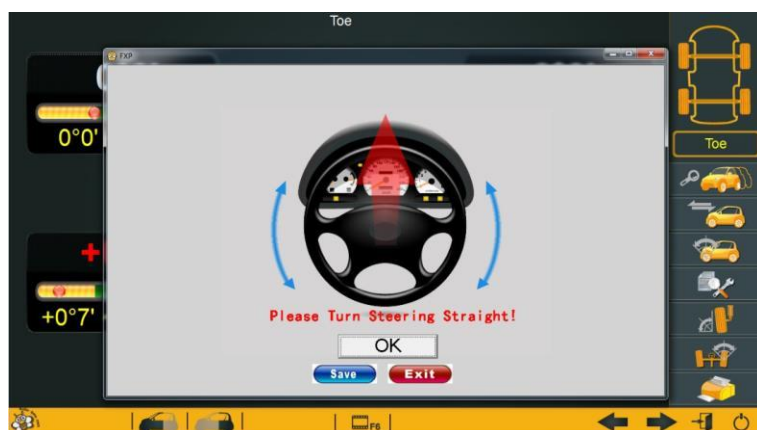 Toe
FXP
0°0'
Toe
+0°7'
Please Turn Steering Straight!
OK
Save
Exit
F6